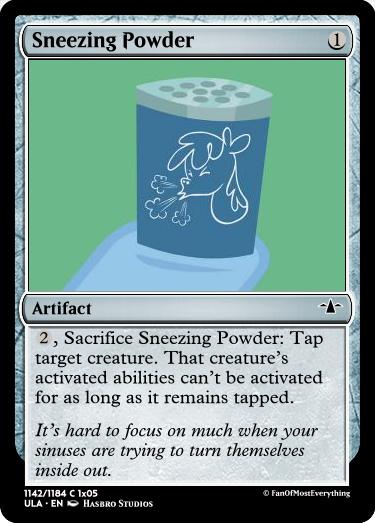 Sneezing Powder 1
Artifact
2, Sacrifice Sneezing Powder: Tap
target creature. That creature's
activated abilities can't be activated
for as long as it remains tapped.
It's hard to focus on much when your
sinuses are trying to turn themselves
inside out.
1142/1184 C 1x05
ULA • EN Hasbro Studios
© FanOfMostEverything